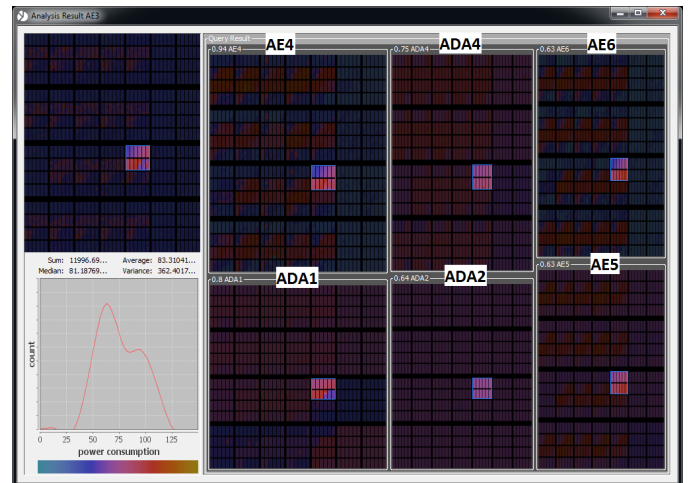 Analysis Result AE3
Query Result
0.94 AE4
AE4
0.75 ADA4
ADA4
0.63 AE6
AE6
Sum: 11996.69... Average: 83.31041...
Median: 81.18769... Variance: 362.4017...
count
0 25 50 75 100 125
power consumption
0.8 ADA1
ADA1
0.64 ADA2
ADA2
0.63 AE5
AE5